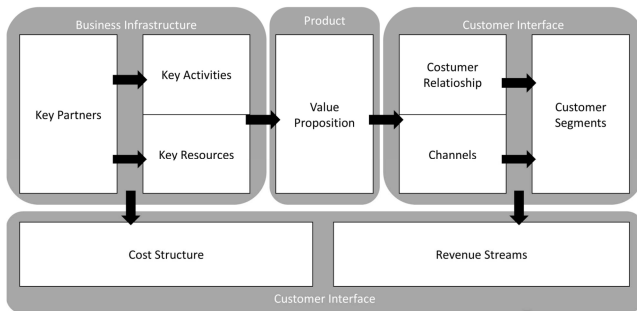 Business Infrastructure
Product
Customer Interface
Key Partners
Key Activities
Key Resources
Value
Proposition
Costumer
Relatioship
Channels
Customer
Segments
Cost Structure
Revenue Streams
Customer Interface